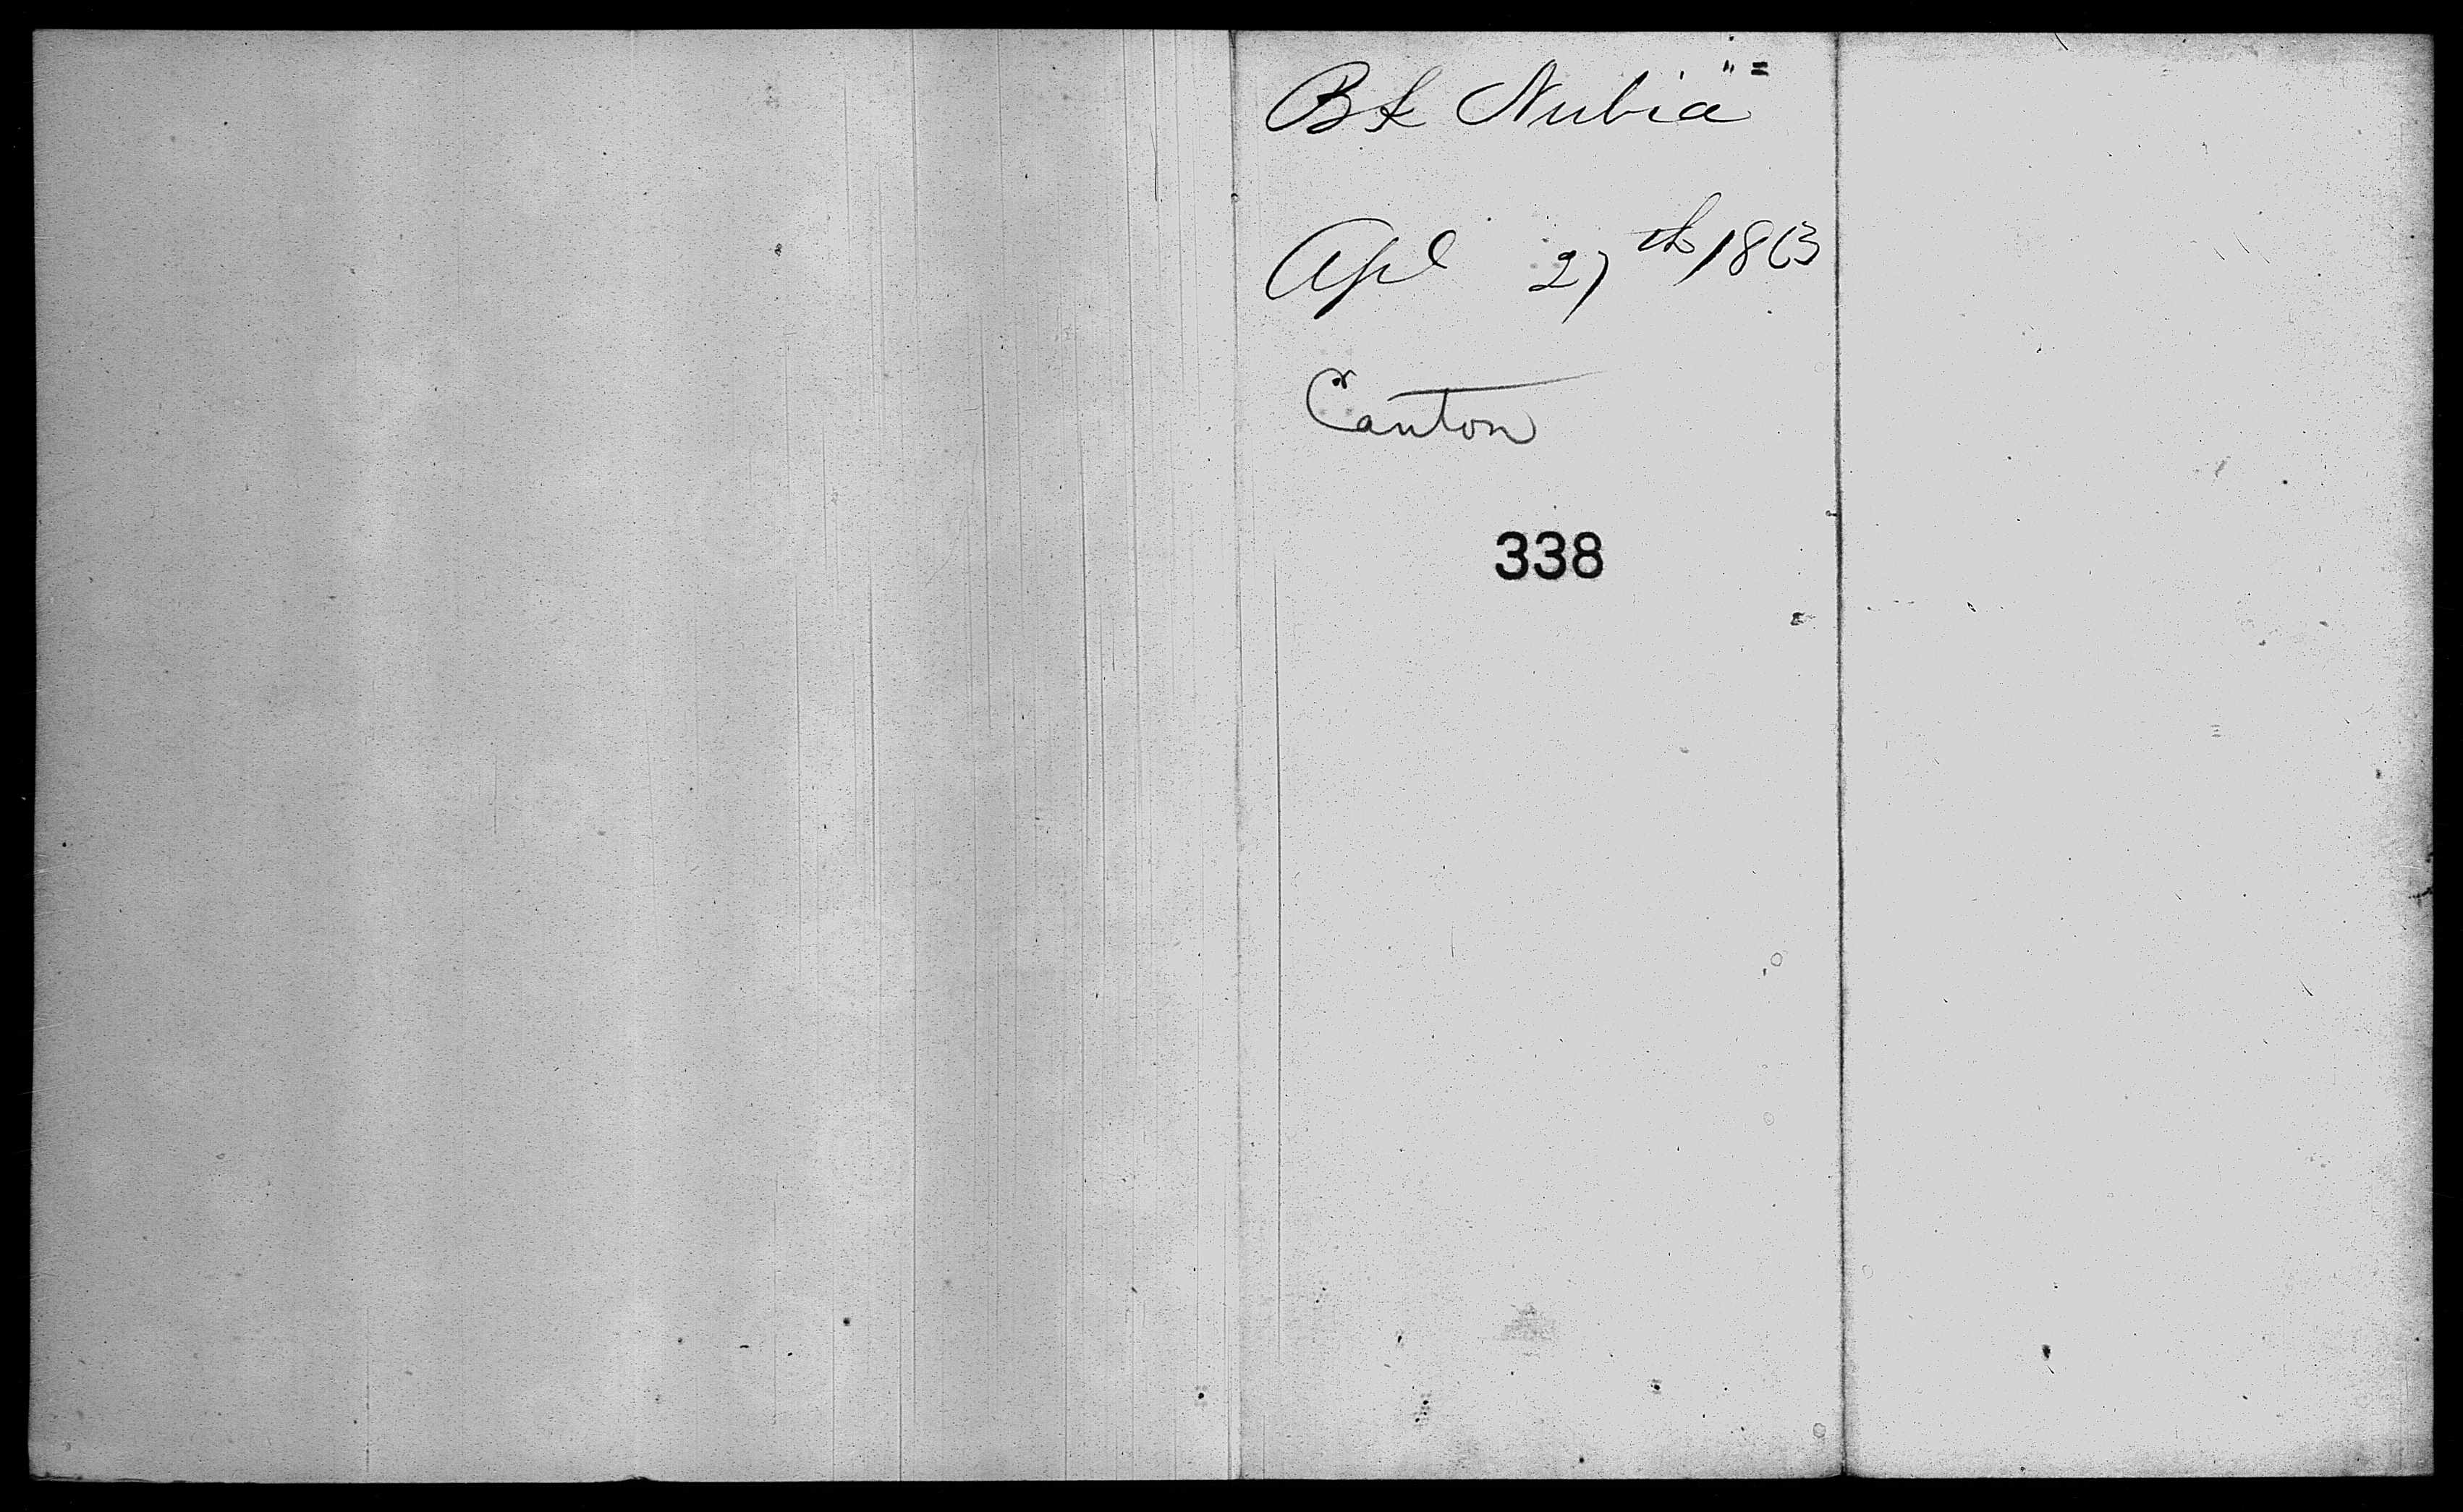 Bk Nubia" =
Apl 27th 1863
Canton
338